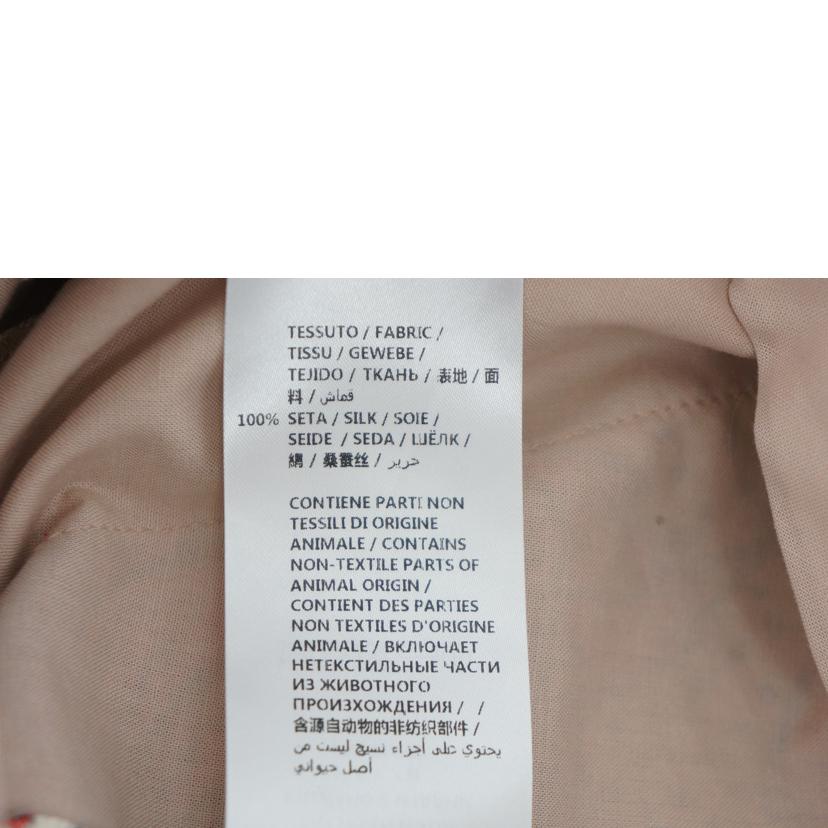 TESSUTO / FABRIC /
TISSU / GEWEBE /
TEJIDO / ТКАНЬ / 表地 / 面
料 / قماش
100% SETA / SILK / SOIE /
SEIDE / SEDA / ШЁЛК /
絹 / 桑蚕丝 / حرير
CONTIENE PARTI NON
TESSILI DI ORIGINE
ANIMALE / CONTAINS
NON-TEXTILE PARTS OF
ANIMAL ORIGIN /
CONTIENT DES PARTIES
NON TEXTILES D'ORIGINE
ANIMALE / ВКЛЮЧАЕТ
НЕТЕКСТИЛЬНЫЕ ЧАСТИ
ИЗ ЖИВОТНОГО
ПРОИЗХОЖДЕНИЯ / /
含源自动物的非纺织部件 /
يحتوي على أجزاء نسيج ليست من
أصل حيواني